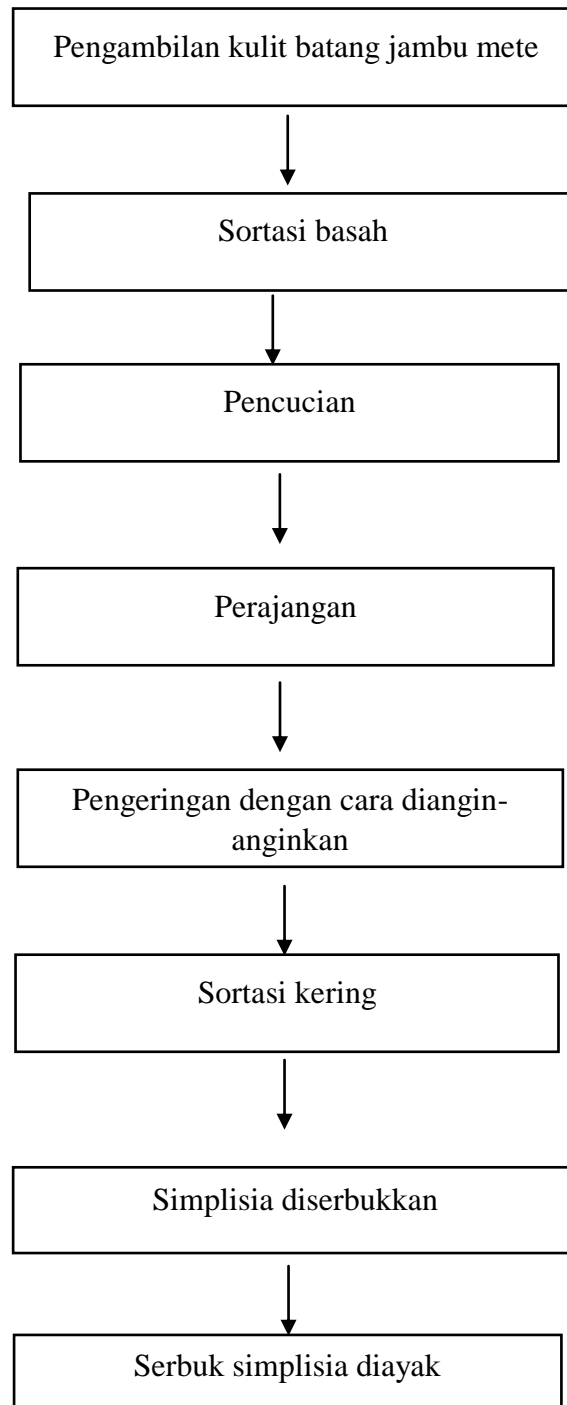 Pengambilan kulit batang jambu mete
Sortasi basah
Pencucian
Perajangan
Pengeringan dengan cara diangin-
anginkan
Sortasi kering
Simplisia diserbukkan
Serbuk simplisia diayak